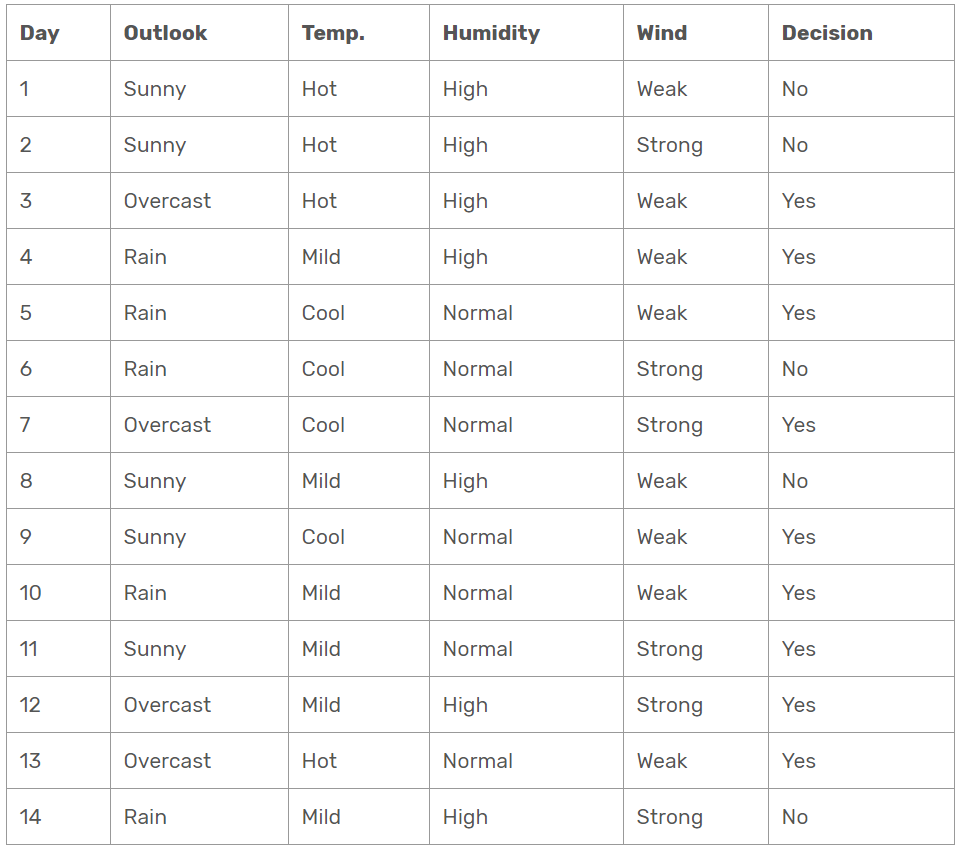 Day Outlook Temp. Humidity Wind Decision
1 Sunny Hot High Weak No
2 Sunny Hot High Strong No
3 Overcast Hot High Weak Yes
4 Rain Mild High Weak Yes
5 Rain Cool Normal Weak Yes
6 Rain Cool Normal Strong No
7 Overcast Cool Normal Strong Yes
8 Sunny Mild High Weak No
9 Sunny Cool Normal Weak Yes
10 Rain Mild Normal Weak Yes
11 Sunny Mild Normal Strong Yes
12 Overcast Mild High Strong Yes
13 Overcast Hot Normal Weak Yes
14 Rain Mild High Strong No